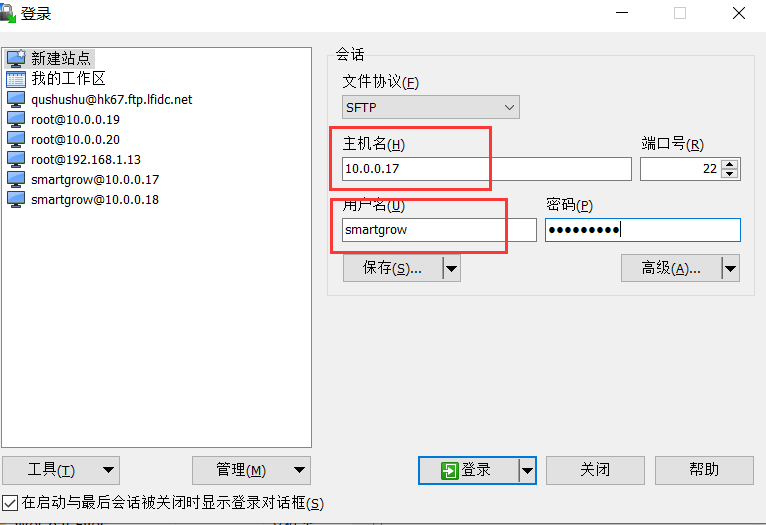 登录
新建站点
我的工作区
qushushu@hk67.ftp.lfidc.net
root@10.0.0.19
root@10.0.0.20
root@192.168.1.13
smartgrow@10.0.0.17
smartgrow@10.0.0.18
会话
文件协议(F)
SFTP
主机名(H)
端口号(R)
10.0.0.17
22
用户名(U)
密码(P)
smartgrow
●●●●●●●●●
保存(S)...
高级(A)...
工具(T)
管理(M)
登录
关闭
帮助
在启动与最后会话被关闭时显示登录对话框(S)